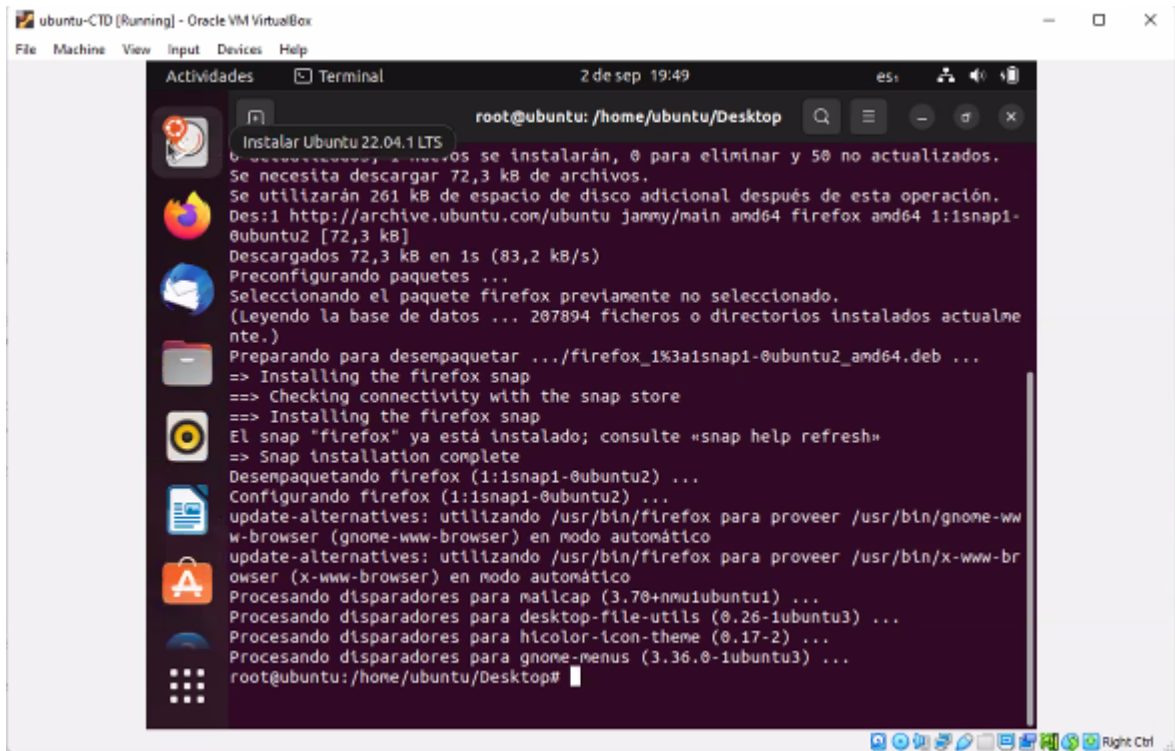 ubuntu-CTD [Running] - Oracle VM VirtualBox
File Machine View Input Devices Help
Actividades Terminal 2 de sep 19:49 es₁
root@ubuntu: /home/ubuntu/Desktop
Instalar Ubuntu 22.04.1 LTS
se instalarán, 0 para eliminar y 50 no actualizados.
Se necesita descargar 72,3 kB de archivos.
Se utilizarán 261 kB de espacio de disco adicional después de esta operación.
Des:1 http://archive.ubuntu.com/ubuntu jammy/main amd64 firefox amd64 1:1snap1-
0ubuntu2 [72,3 kB]
Descargados 72,3 kB en 1s (83,2 kB/s)
Preconfigurando paquetes ...
Seleccionando el paquete firefox previamente no seleccionado.
(Leyendo la base de datos ... 207894 ficheros o directorios instalados actualme
nte.)
Preparando para desempaquetar .../firefox_1%3a1snap1-0ubuntu2_amd64.deb ...
=> Installing the firefox snap
==> Checking connectivity with the snap store
==> Installing the firefox snap
El snap "firefox" ya está instalado; consulte «snap help refresh»
=> Snap installation complete
Desempaquetando firefox (1:1snap1-0ubuntu2) ...
Configurando firefox (1:1snap1-0ubuntu2) ...
update-alternatives: utilizando /usr/bin/firefox para proveer /usr/bin/gnome-ww
w-browser (gnome-www-browser) en modo automático
update-alternatives: utilizando /usr/bin/firefox para proveer /usr/bin/x-www-br
owser (x-www-browser) en modo automático
Procesando disparadores para mailcap (3.70+nmu1ubuntu1) ...
Procesando disparadores para desktop-file-utils (0.26-1ubuntu3) ...
Procesando disparadores para hicolor-icon-theme (0.17-2) ...
Procesando disparadores para gnome-menus (3.36.0-1ubuntu3) ...
root@ubuntu:/home/ubuntu/Desktop#
Right Ctrl